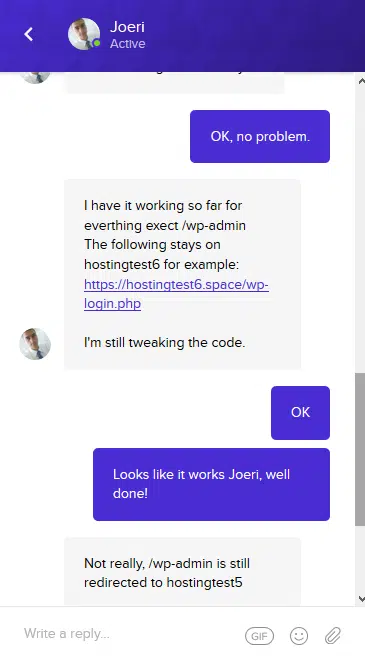 Joeri
Active
OK, no problem.
I have it working so far for
everthing exect /wp-admin
The following stays on
hostingtest6 for example:
https://hostingtest6.space/wp-
login.php
I'm still tweaking the code.
OK
Looks like it works Joeri, well
done!
Not really, /wp-admin is still
redirected to hostingtest5
Write a reply...
GIF